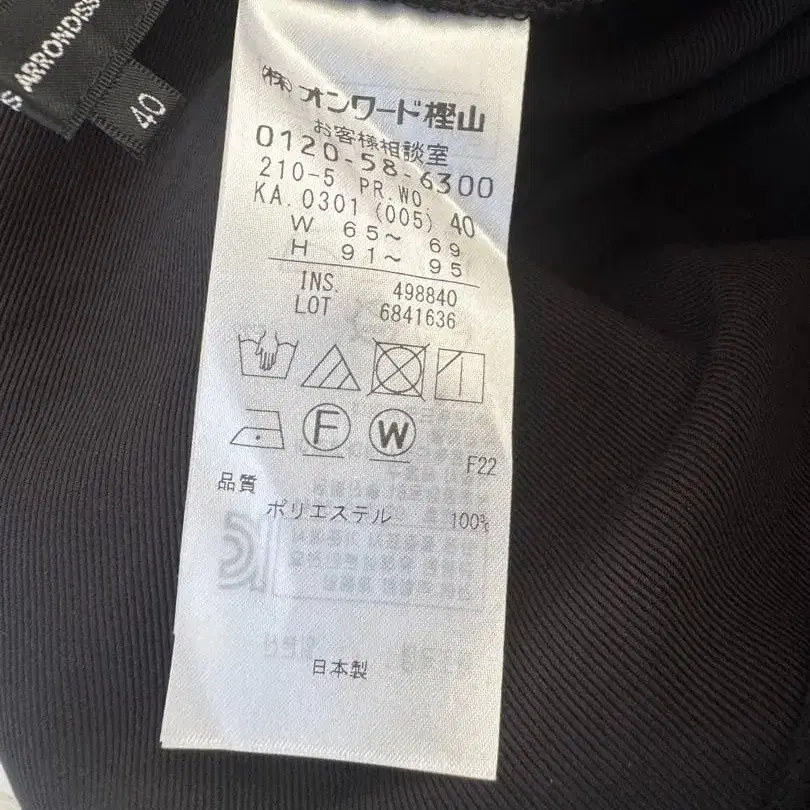 S ARRONDISS
40
(株)オンワード樫山
お客様相談室
0120-58-6300
210-5 PR.WO
KA.0301 (005) 40
W 65~ 69
H 91~ 95
INS. 498840
LOT 6841636
F W
F22
品質
ポリエステル 100%
日本製